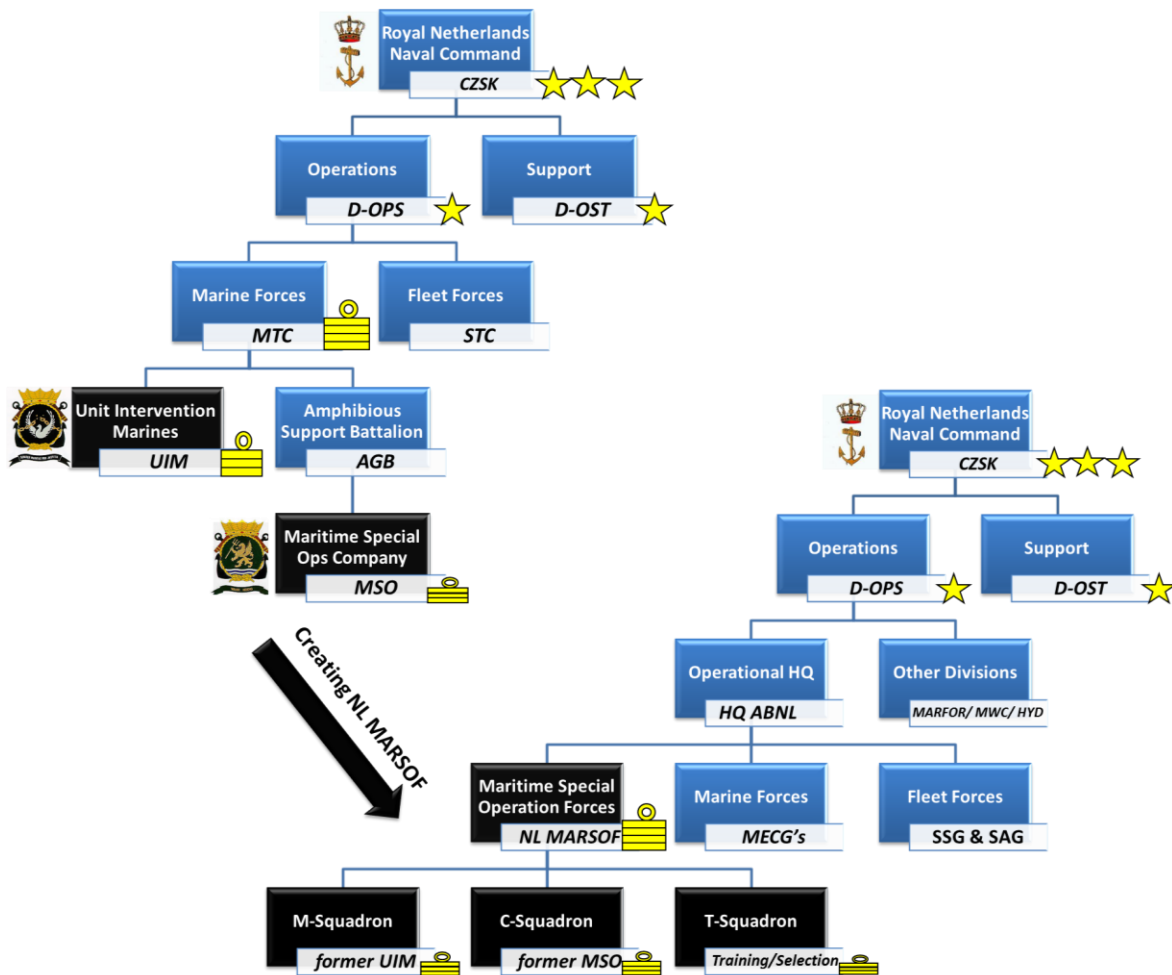 Royal Netherlands
Naval Command
CZSK
Operations
D-OPS
Support
D-OST
Marine Forces
MTC
Fleet Forces
STC
Unit Intervention
Marines
UIM
Amphibious
Support Battalion
AGB
Maritime Special
Ops Company
MSO
Creating NL MARSOF
Royal Netherlands
Naval Command
CZSK
Operations
D-OPS
Support
D-OST
Operational HQ
HQ ABNL
Other Divisions
MARFOR/ MWC/ HYD
Maritime Special
Operation Forces
NL MARSOF
Marine Forces
MECG's
Fleet Forces
SSG & SAG
M-Squadron
former UIM
C-Squadron
former MSO
T-Squadron
Training/Selection